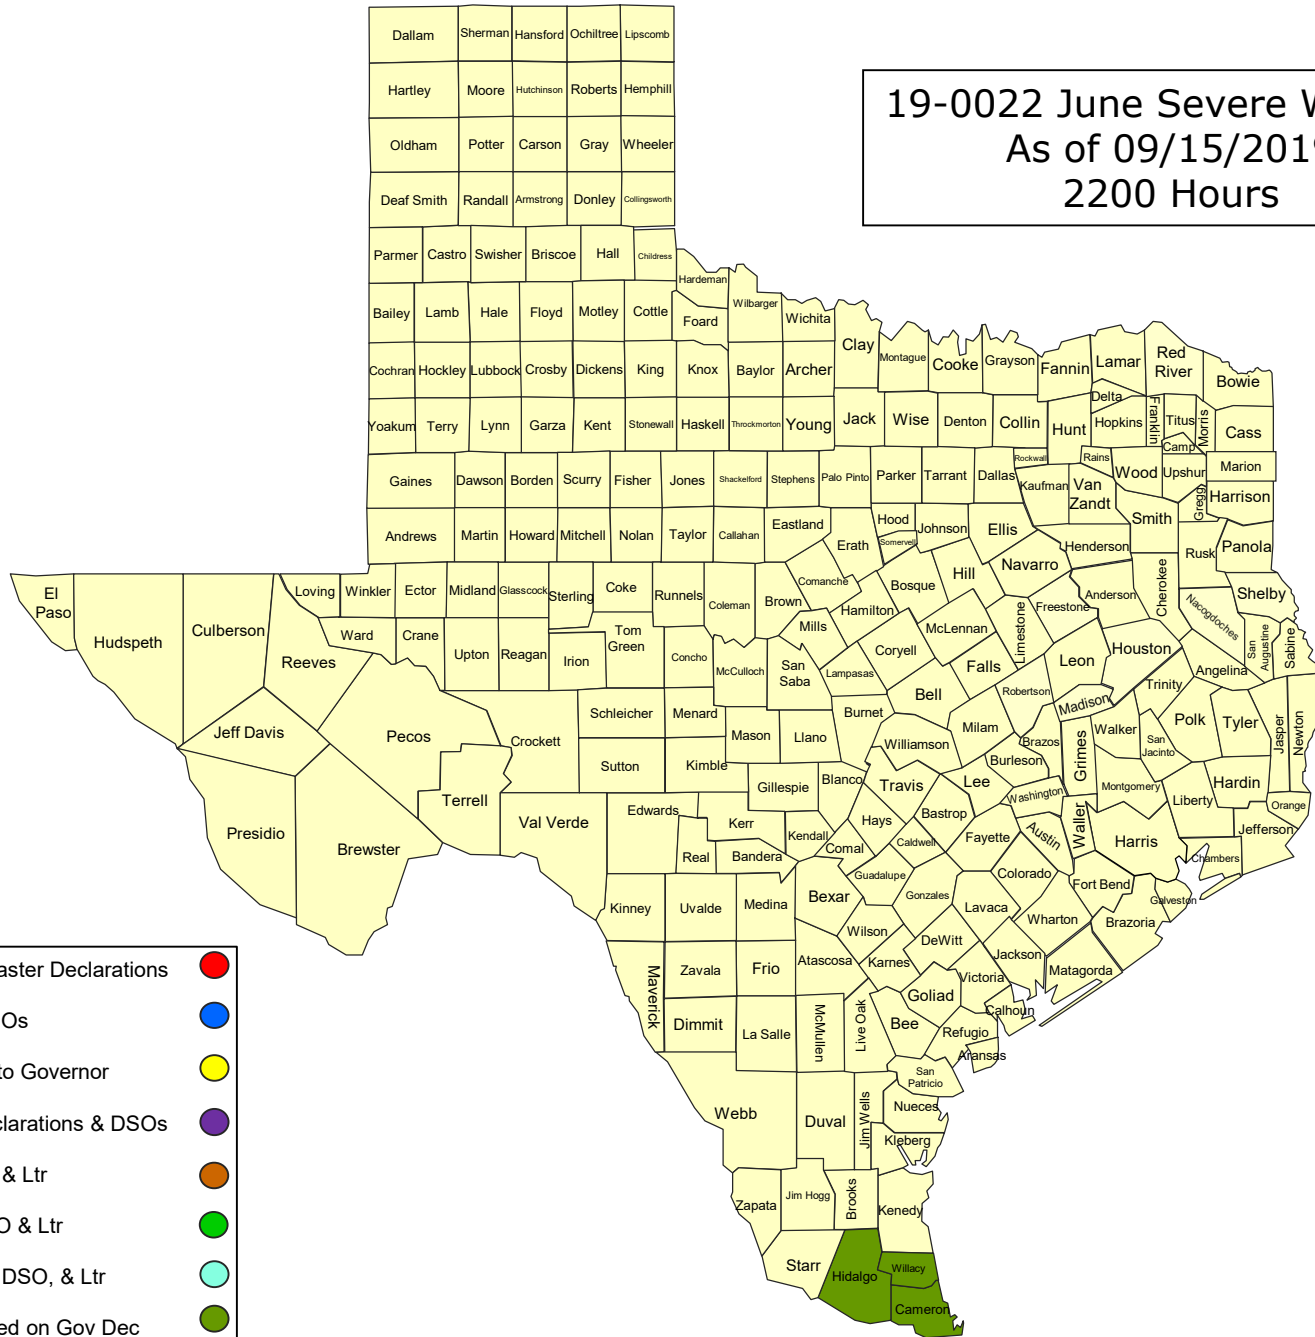 Dallam Sherman Hansford Ochiltree Lipscomb
Hartley Moore Hutchinson Roberts Hemphill
19-0022 June Severe
As of 09/15/201
2200 Hours
Oldham Potter Carson Gray Wheeler
Deaf Smith Randall Armstrong Donley Collingsworth
Parmer Castro Swisher Briscoe Hall Childress
Hardeman
Bailey Lamb Hale Floyd Motley Cottle Foard Wilbarger Wichita
Clay Montague Cooke Grayson Fannin Lamar Red
River Bowie
Cochran Hockley Lubbock Crosby Dickens King Knox Baylor Archer
Delta
Yoakum Terry Lynn Garza Kent Stonewall Haskell Throckmorton Young Jack Wise Denton Collin Hunt Hopkins Franklin Titus Morris Cass
Camp
Gaines Dawson Borden Scurry Fisher Jones Shackelford Stephens Palo Pinto Parker Tarrant Dallas Rockwall Kaufman Rains Van
Zandt Wood Upshur Marion
Gregg Harrison
Andrews Martin Howard Mitchell Nolan Taylor Callahan Eastland Erath Hood Somervell Johnson Ellis Henderson Smith Rusk Panola
El
Paso Hudspeth Culberson Loving Winkler Ector Midland Glasscock Sterling Coke Runnels Coleman Brown Comanche Hamilton Bosque Hill Navarro Freestone Anderson Cherokee Nacogdoches Shelby
Reeves Ward Crane Upton Reagan Irion Tom
Green Concho McCulloch San
Saba Mills Lampasas Coryell McLennan Limestone Falls Leon Houston Angelina San
Augustine Sabine
Jeff Davis Pecos Crockett Schleicher Menard Mason Llano Burnet Bell Milam Robertson Madison Trinity Polk Tyler Jasper Newton
Terrell Sutton Kimble Gillespie Blanco Williamson Travis Lee Burleson Brazos Grimes Walker San
Jacinto Hardin Orange
Presidio Brewster Val Verde Edwards Kerr Real Bandera Kendall Comal Hays Caldwell Bastrop Fayette Washington Austin Waller Montgomery Harris Liberty Chambers Jefferson
Kinney Uvalde Medina Bexar Guadalupe Gonzales Lavaca Colorado Wharton Fort Bend Brazoria Galveston
Maverick Zavala Frio Atascosa Wilson Karnes DeWitt Jackson Matagorda Victoria Goliad Calhoun
Dimmit La Salle McMullen Live Oak Bee Refugio Aransas San
Patricio
Webb Duval Jim Wells Nueces Kleberg
Zapata Jim Hogg Brooks Kenedy
Starr Hidalgo Willacy Cameron
Declarations
Os
to Governor
& DSOs
& Ltr
& Ltr
DSO, & Ltr
on Gov Dec